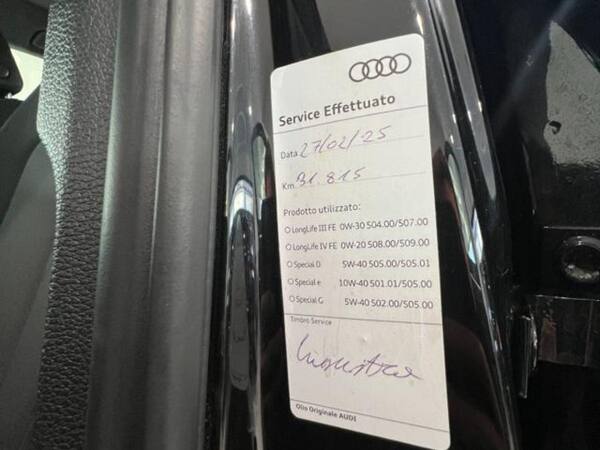 Service Effettuato
Data 27/02/25
Km 31.815
Prodotto utilizzato:
LongLife III FE 0W-30 504.00/507.00
LongLife IV FE 0W-20 508.00/509.00
Special D 5W-40 505.00/505.01
Special e 10W-40 501.01/505.00
Special G 5W-40 502.00/505.00
Timbro Service
Olio Originale AUDI